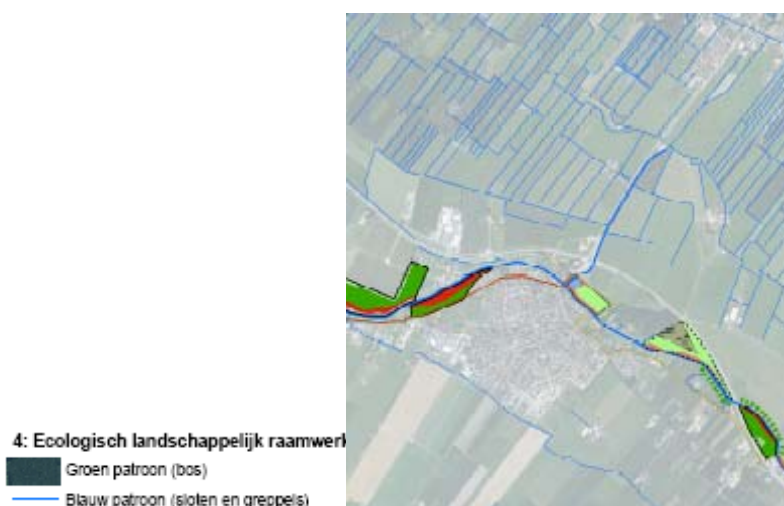 4: Ecologisch landschappelijk raamwerk
Groen patroon (bos)
Blauw patroon (sloten en greppels)